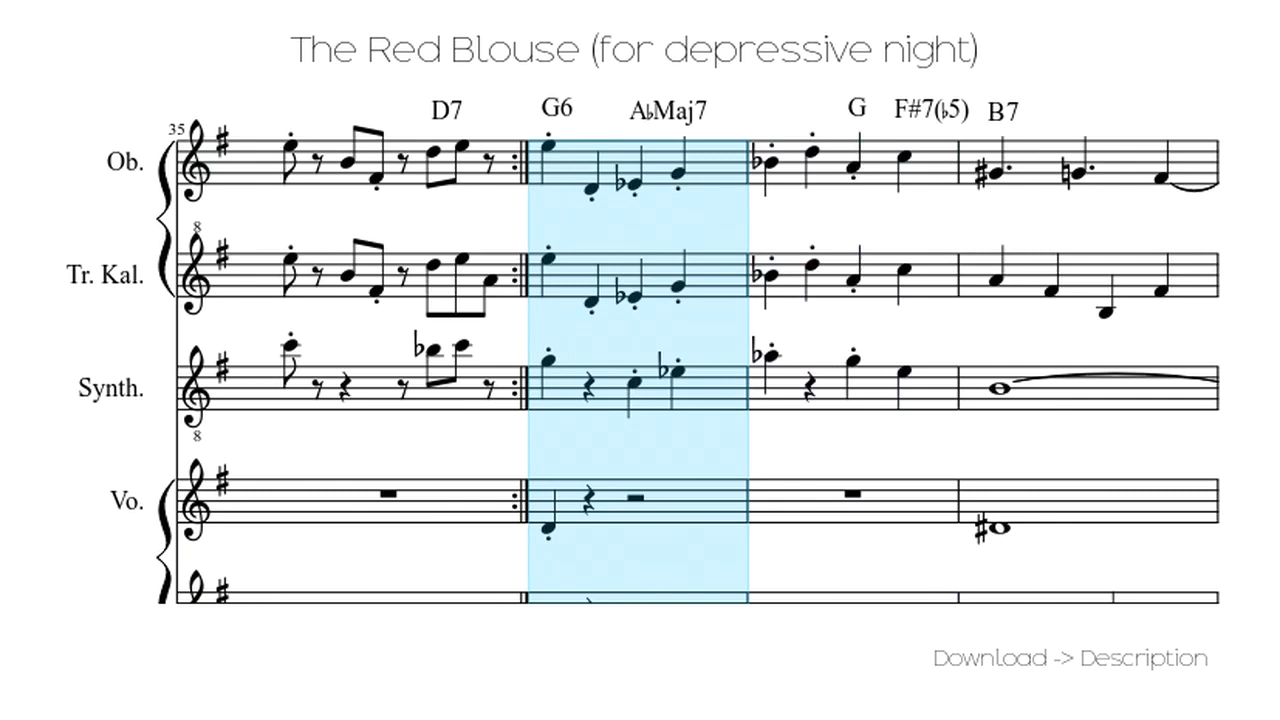 The Red Blouse (for depressive night)
D7 G6 A♭Maj7 G F#7(♭5) B7
35
Ob.
8
Tr. Kal.
Synth.
8
Vo.
Download -> Description